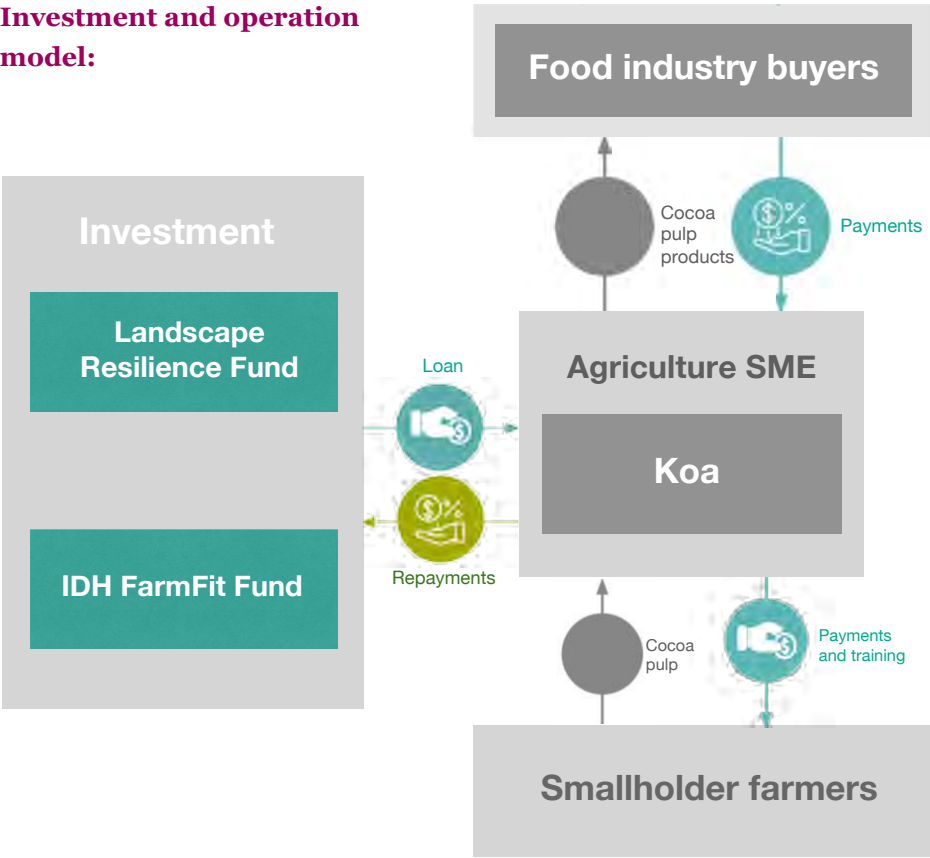 Investment and operation
model:
Food industry buyers
Cocoa
pulp
products
Payments
Investment
Landscape
Resilience Fund
Loan
Agriculture SME
Koa
IDH FarmFit Fund
Repayments
Cocoa
pulp
Payments
and training
Smallholder farmers